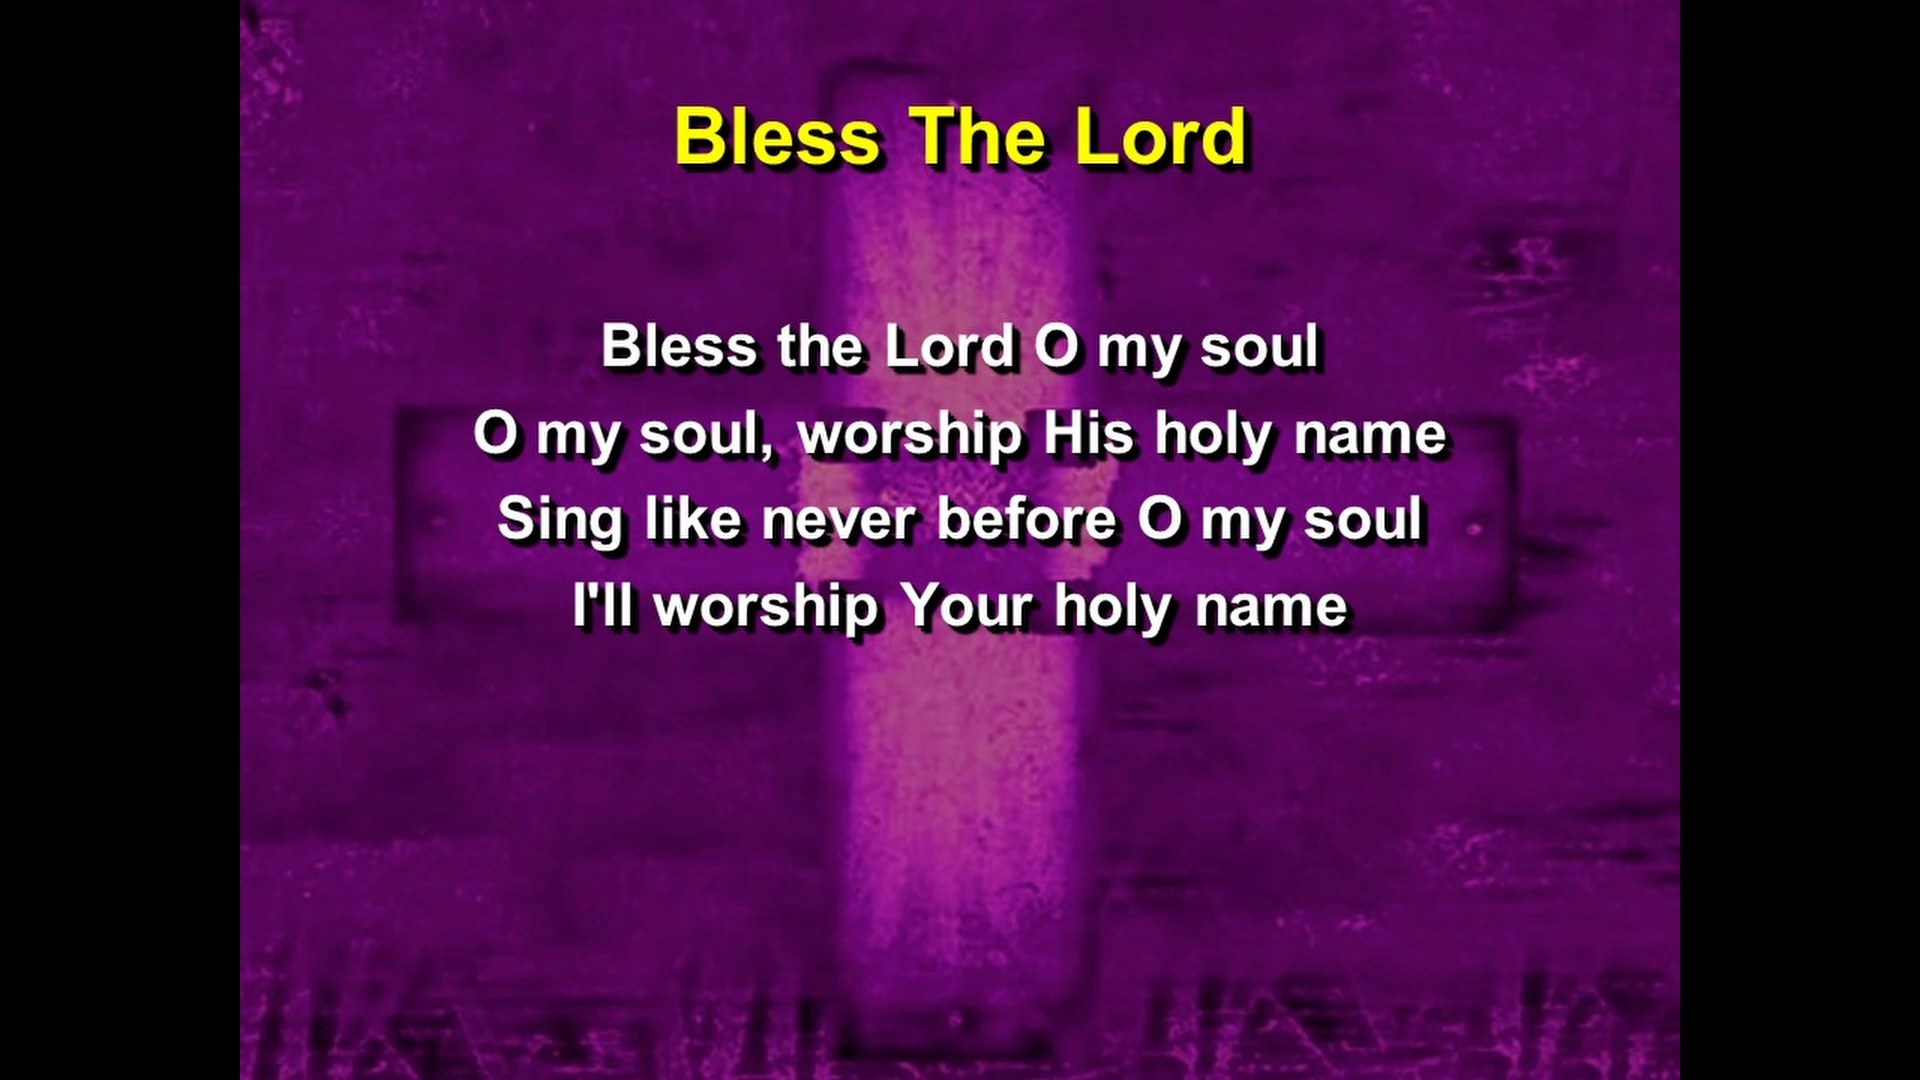 Bless The Lord
Bless the Lord O my soul
O my soul, worship His holy name
Sing like never before O my soul
I'll worship Your holy name